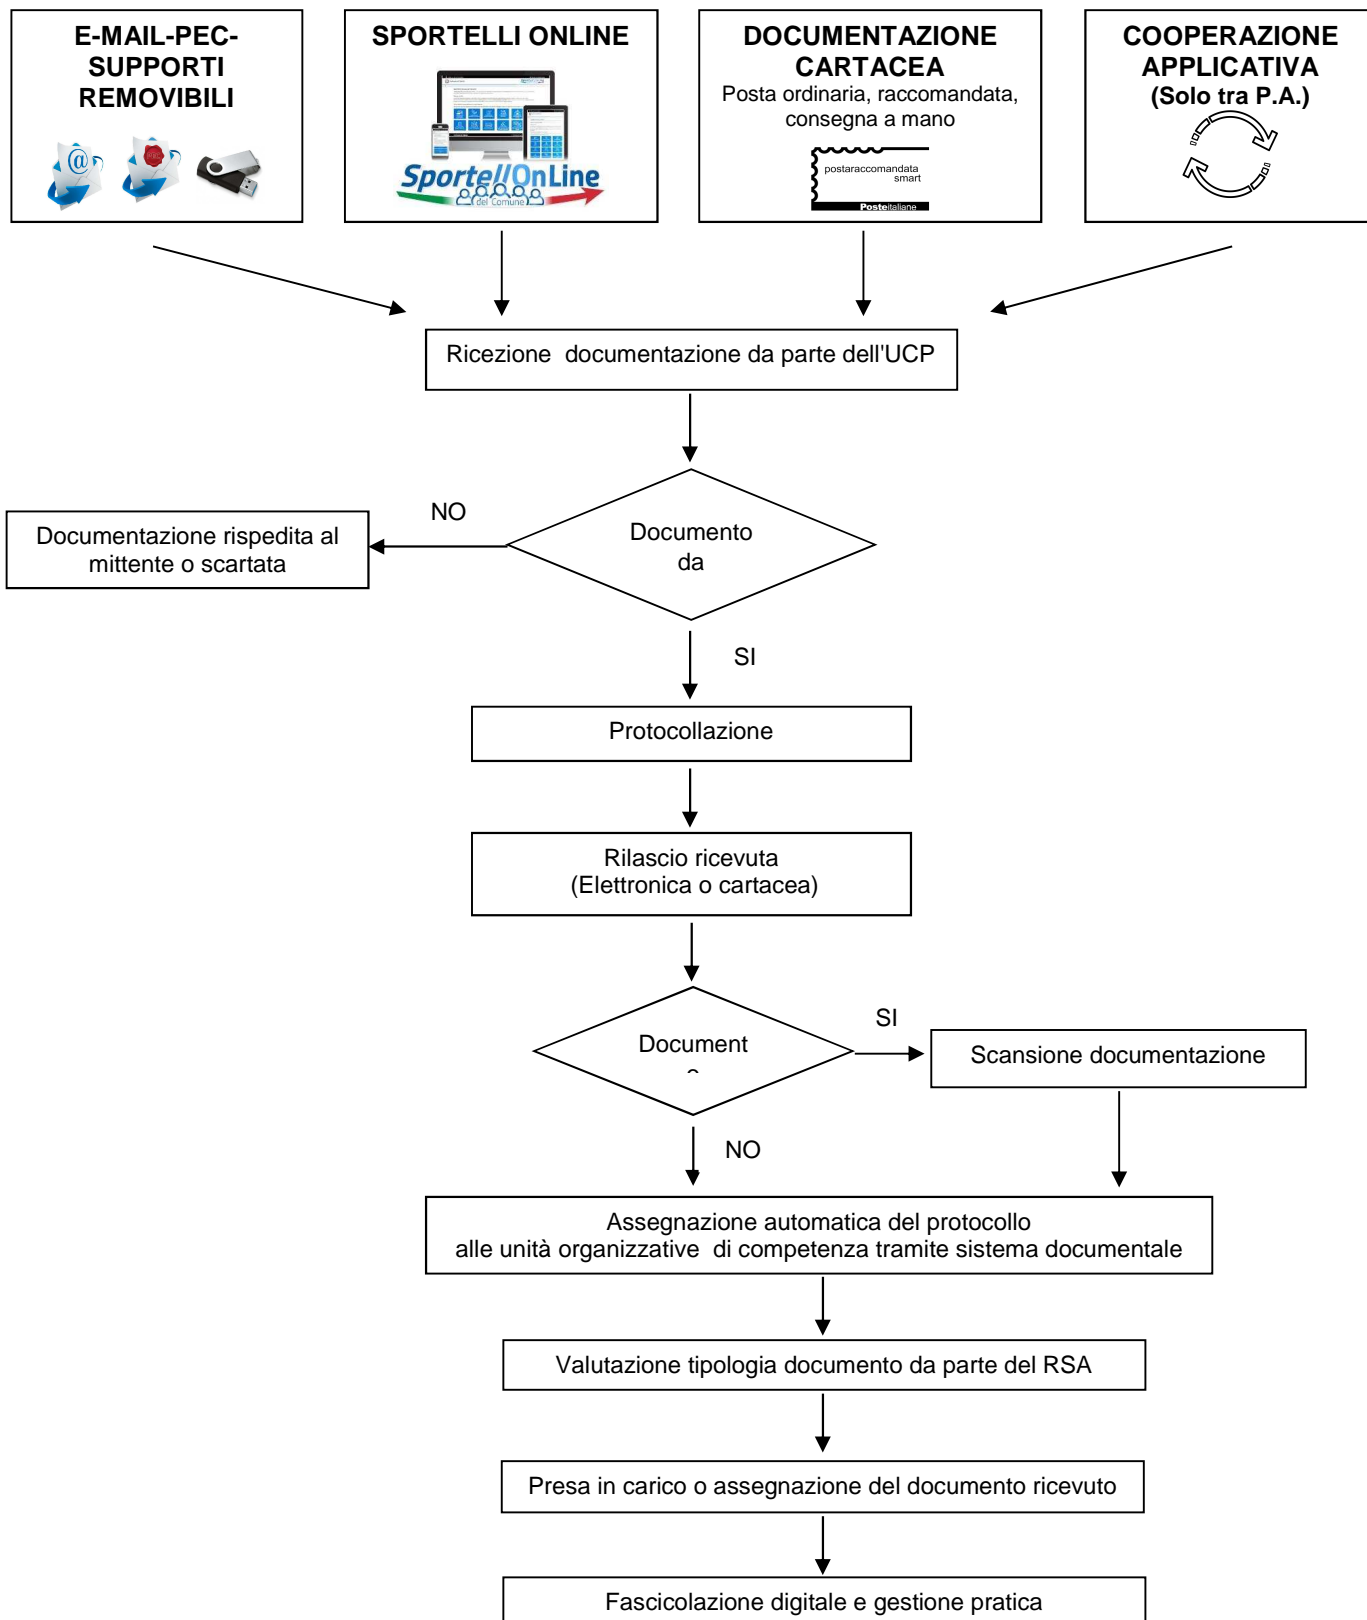 E-MAIL-PEC-
SUPPORTI
REMOVIBILI
@
SPORTELLI ONLINE
SportellOnLine
del Comune
DOCUMENTAZIONE
CARTACEA
Posta ordinaria, raccomandata,
consegna a mano
postaraccomandata
smart
Posteitaliane
COOPERAZIONE
APPLICATIVA
(Solo tra P.A.)
Ricezione documentazione da parte dell'UCP
NO
Documentazione rispedita al
mittente o scartata
Documento
da
SI
Protocollazione
Rilascio ricevuta
(Elettronica o cartacea)
Document
SI
Scansione documentazione
NO
Assegnazione automatica del protocollo
alle unità organizzative di competenza tramite sistema documentale
Valutazione tipologia documento da parte del RSA
Presa in carico o assegnazione del documento ricevuto
Fascicolazione digitale e gestione pratica